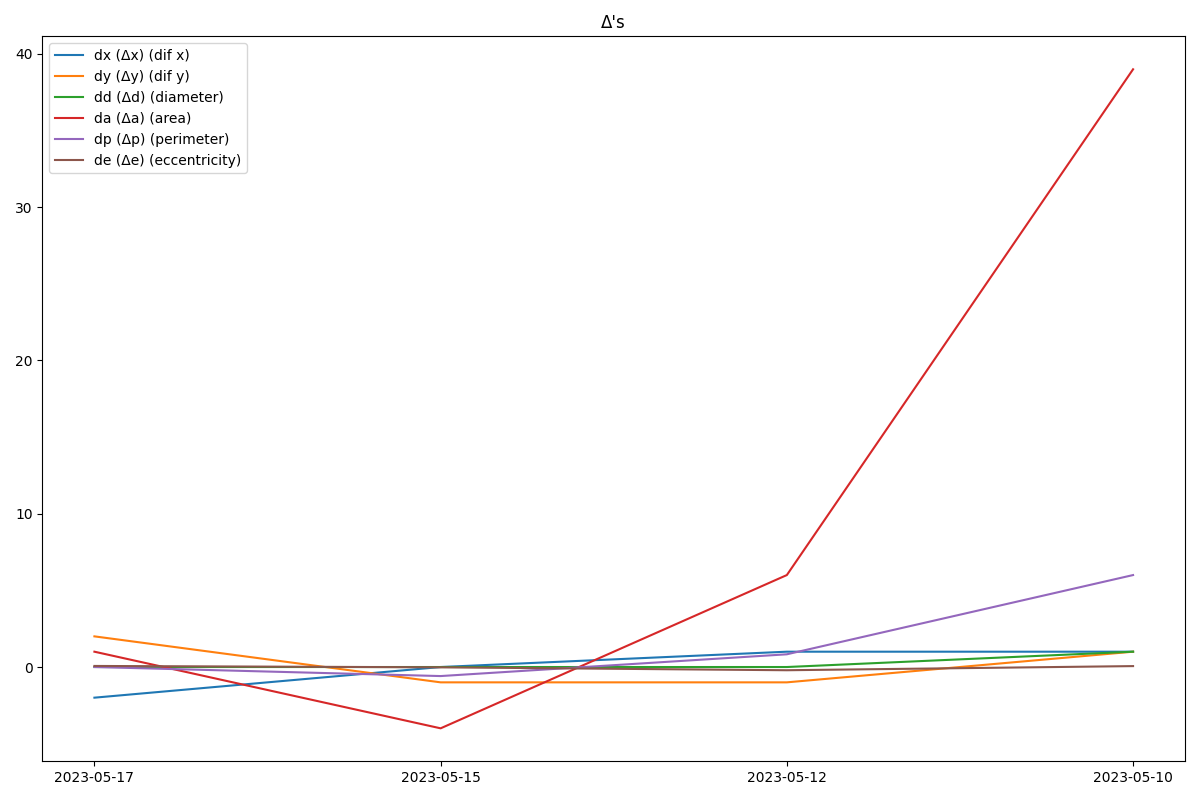 Δ's
dx (Δx) (dif x)
dy (Δy) (dif y)
dd (Δd) (diameter)
da (Δa) (area)
dp (Δp) (perimeter)
de (Δe) (eccentricity)
40
30
20
10
0
2023-05-17
2023-05-15
2023-05-12
2023-05-10